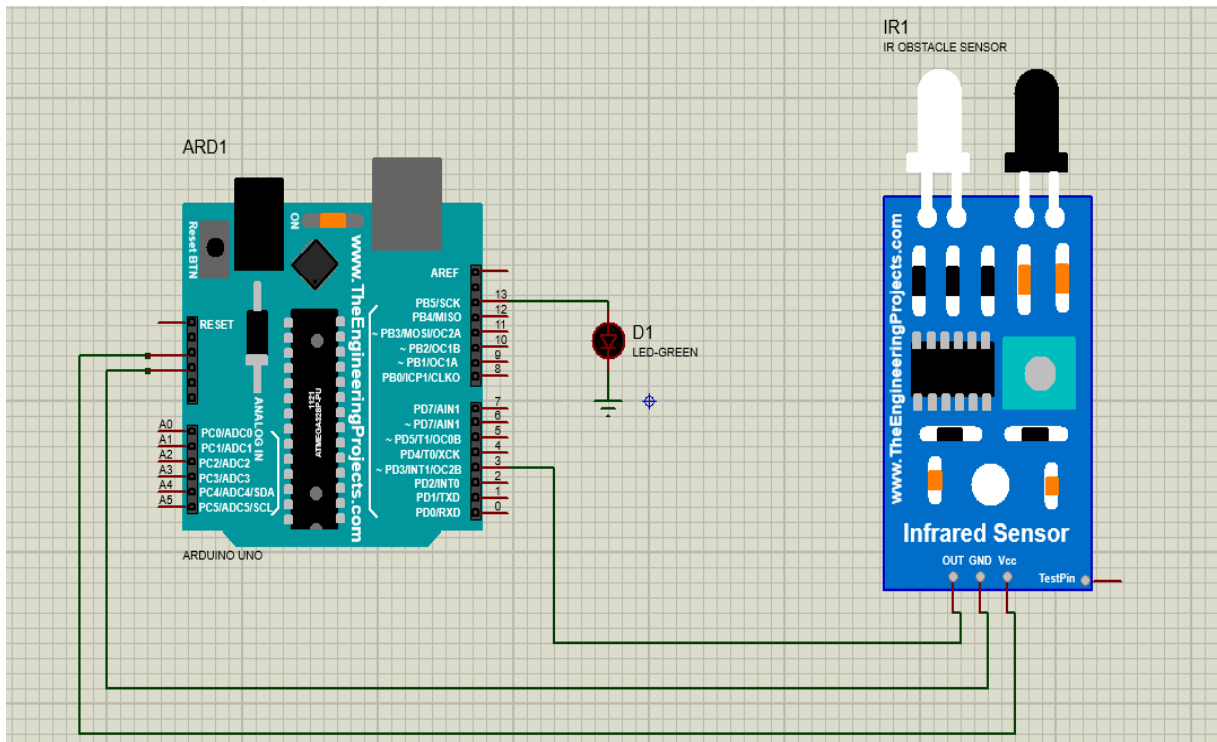 IR1
IR OBSTACLE SENSOR
ARD1
Reset BTN
ON
www.TheEngineeringProjects.com
RESET
ANALOG IN
1121
ATMEGA328P-PU
AREF
PB5/SCK 13
PB4/MISO 12
~ PB3/MOSI/OC2A 11
~ PB2/OC1B 10
~ PB1/OC1A 9
PB0/ICP1/CLKO 8
PD7/AIN1 7
~ PD7/AIN1 6
~ PD5/T1/OC0B 5
PD4/T0/XCK 4
~ PD3/INT1/OC2B 3
PD2/INT0 2
PD1/TXD 1
PD0/RXD 0
A0 PC0/ADC0
A1 PC1/ADC1
A2 PC2/ADC2
A3 PC3/ADC3
A4 PC4/ADC4/SDA
A5 PC5/ADC5/SCL
ARDUINO UNO
D1
LED-GREEN
www.TheEngineeringProjects.com
Infrared Sensor
OUT GND Vcc
TestPin